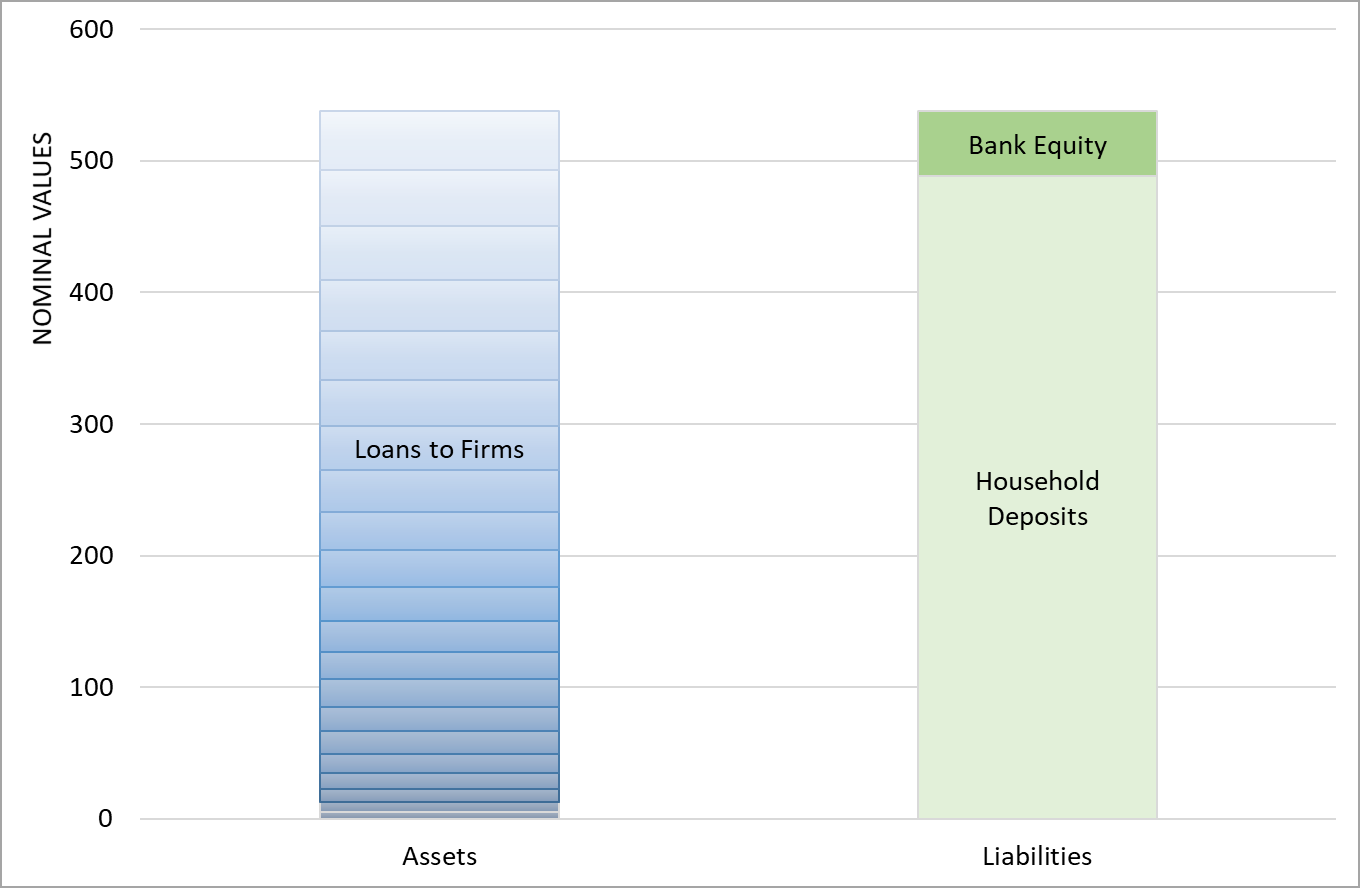 600
500
400
300
200
100
0
NOMINAL VALUES
Loans to Firms
Bank Equity
Household
Deposits
Assets
Liabilities